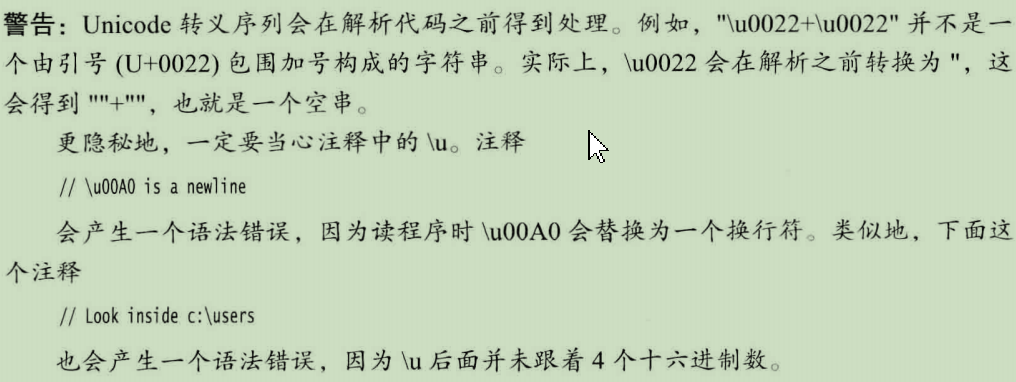 警告：Unicode 转义序列会在解析代码之前得到处理。例如，"\u0022+\u0022" 并不是一
个由引号 (U+0022) 包围加号构成的字符串。实际上，\u0022 会在解析之前转换为 "，这
会得到 ""+""，也就是一个空串。
更隐秘地，一定要当心注释中的 \u。注释
// \u00A0 is a newline
会产生一个语法错误，因为读程序时 \u00A0 会替换为一个换行符。类似地，下面这
个注释
// Look inside c:\users
也会产生一个语法错误，因为 \u 后面并未跟着 4 个十六进制数。